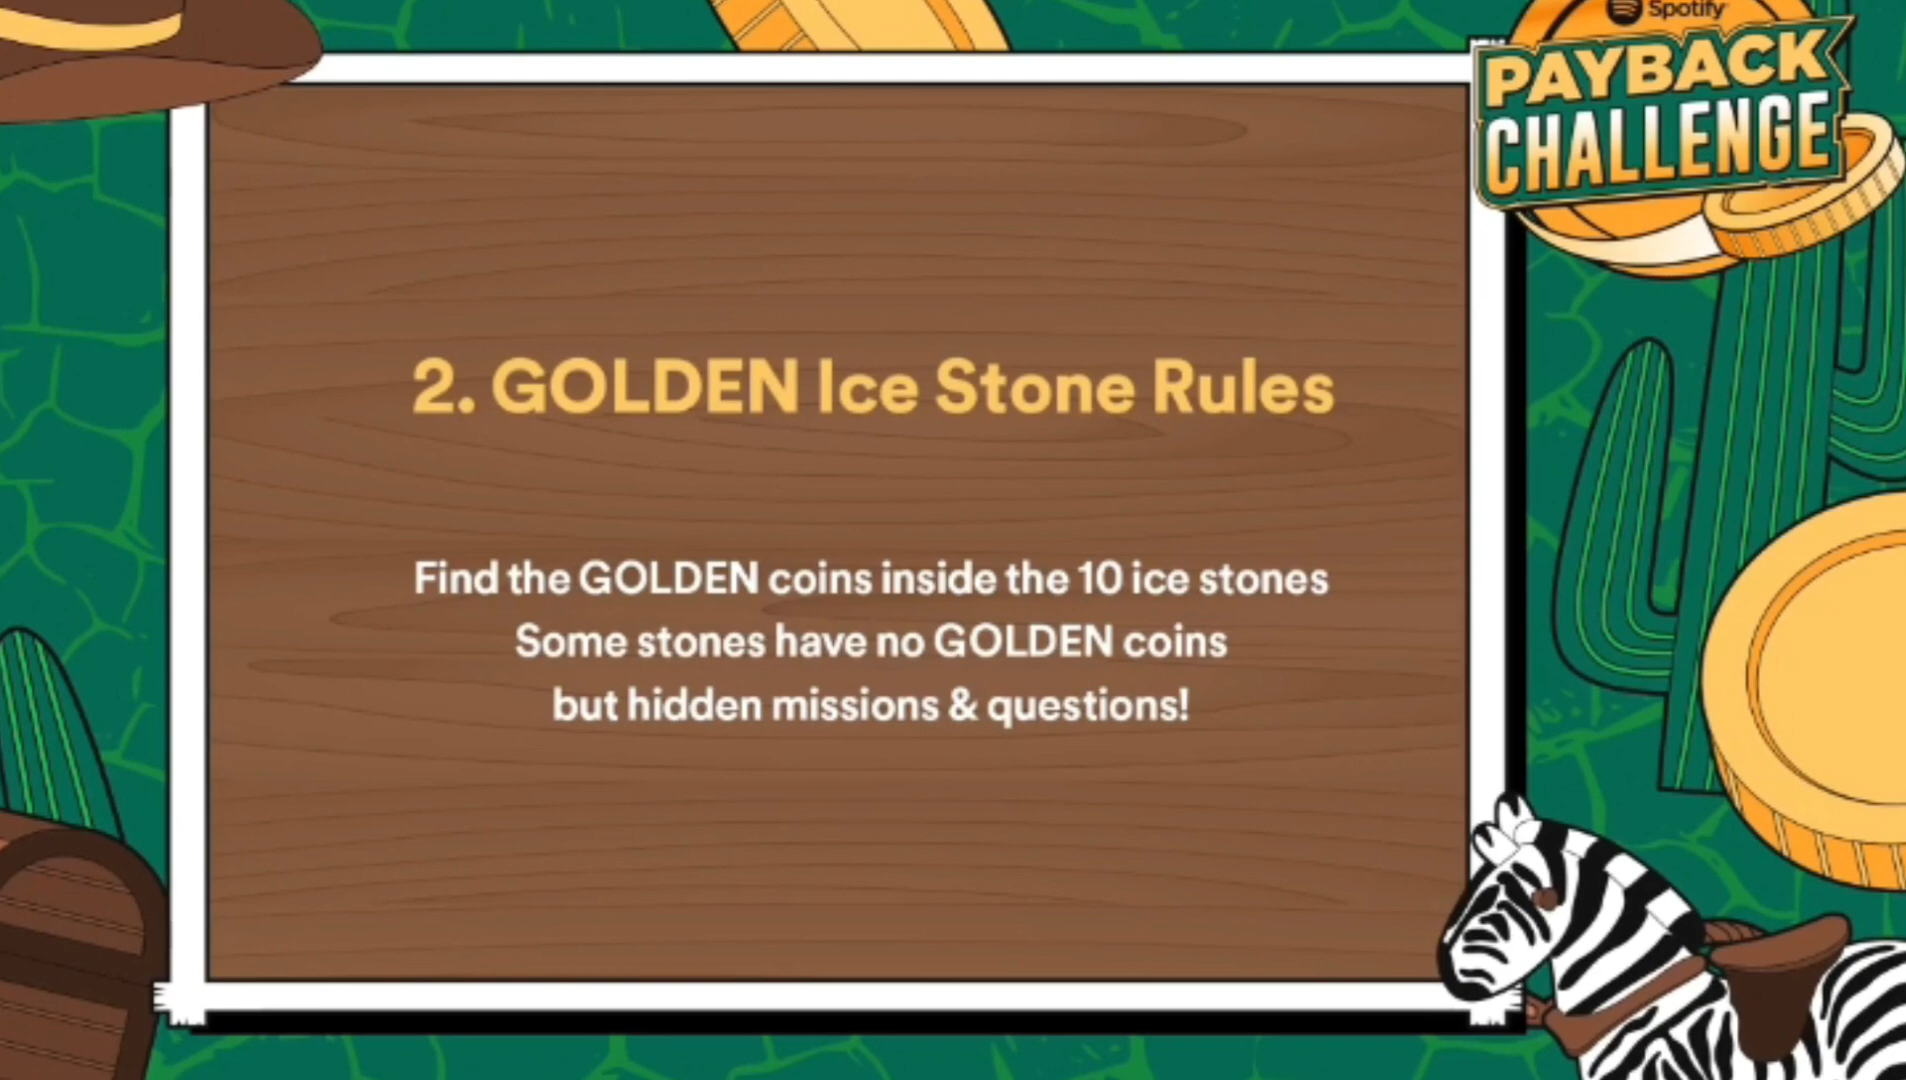 Spotify
PAYBACK
CHALLENGE
2. GOLDEN Ice Stone Rules
Find the GOLDEN coins inside the 10 ice stones
Some stones have no GOLDEN coins
but hidden missions & questions!